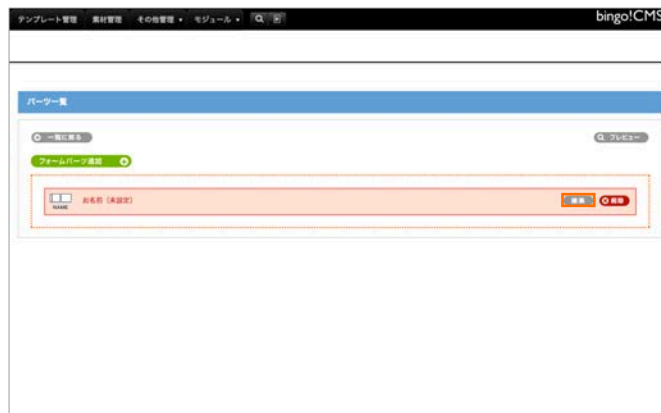 テンプレート管理 素材管理 その他管理 モジュール
bingo!CMS
パーツ一覧
一覧に戻る プレビュー
フォームパーツ追加
NAME お名前（未設定） 編集 削除